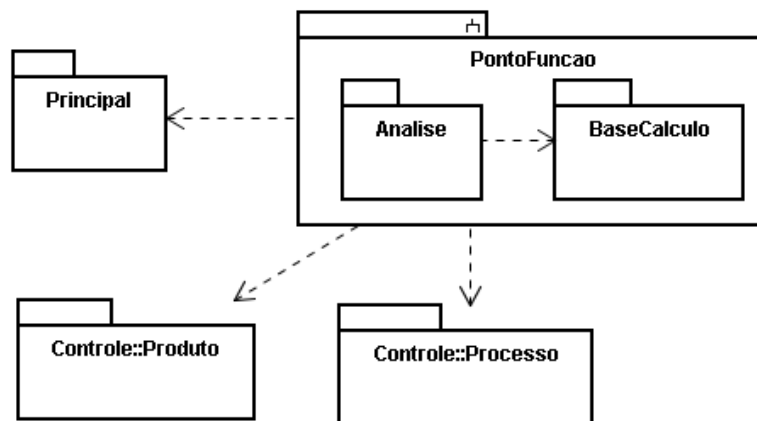 PontoFuncao
Principal
Analise
BaseCalculo
Controle::Produto
Controle::Processo